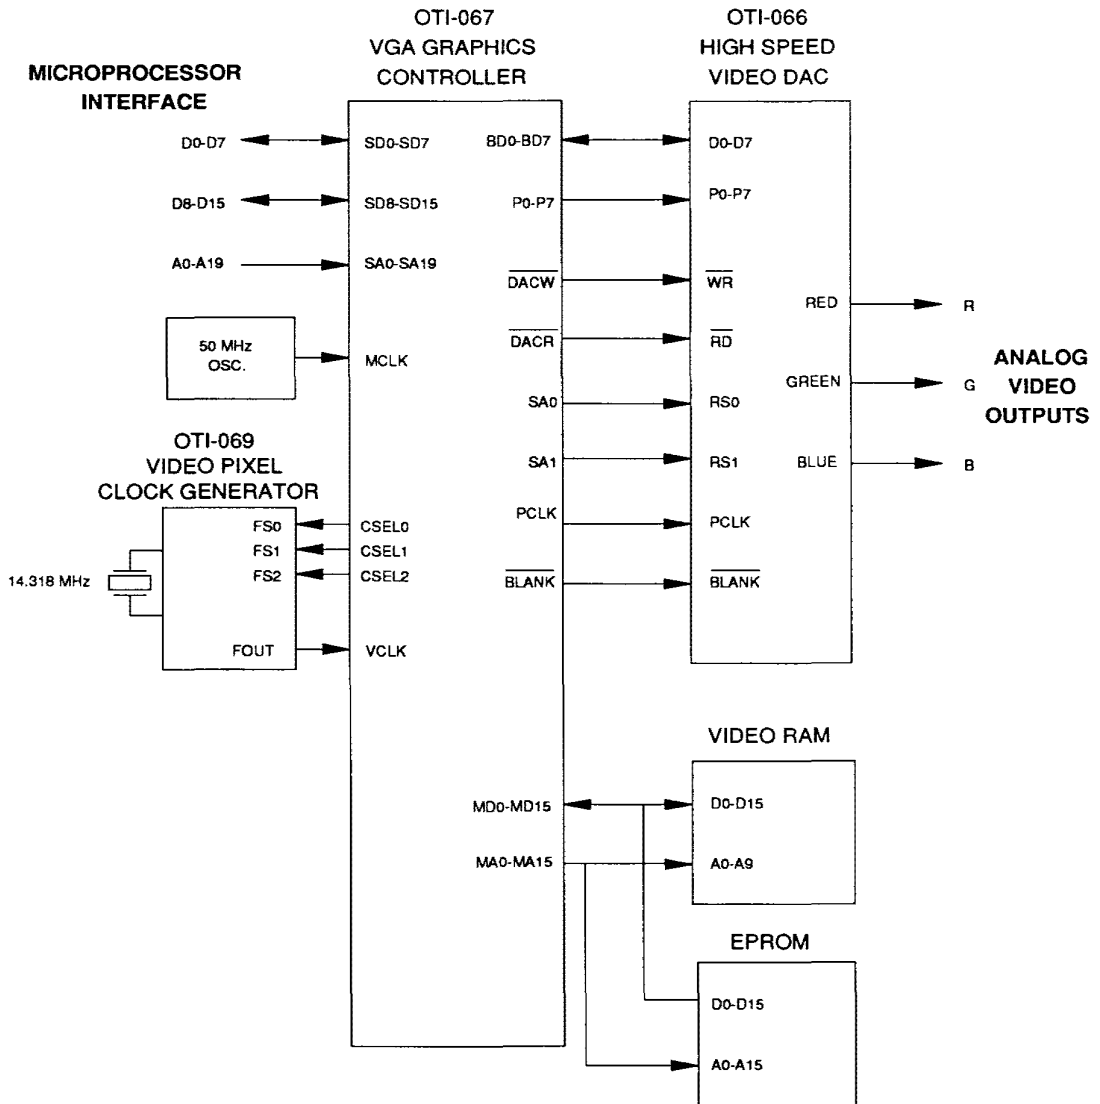 OTI-067
VGA GRAPHICS
CONTROLLER
OTI-066
HIGH SPEED
VIDEO DAC
MICROPROCESSOR
INTERFACE
D0-D7
SD0-SD7
BD0-BD7
D0-D7
D8-D15
SD8-SD15
P0-P7
P0-P7
A0-A19
SA0-SA19
DACW
WR
RED
R
50 MHz
OSC.
MCLK
DACR
RD
ANALOG
VIDEO
OUTPUTS
GREEN
G
SA0
RS0
OTI-069
VIDEO PIXEL
CLOCK GENERATOR
SA1
RS1
BLUE
B
FS0
CSEL0
PCLK
PCLK
FS1
CSEL1
14.318 MHz
FS2
CSEL2
BLANK
BLANK
FOUT
VCLK
VIDEO RAM
MD0-MD15
D0-D15
MA0-MA15
A0-A9
EPROM
D0-D15
A0-A15